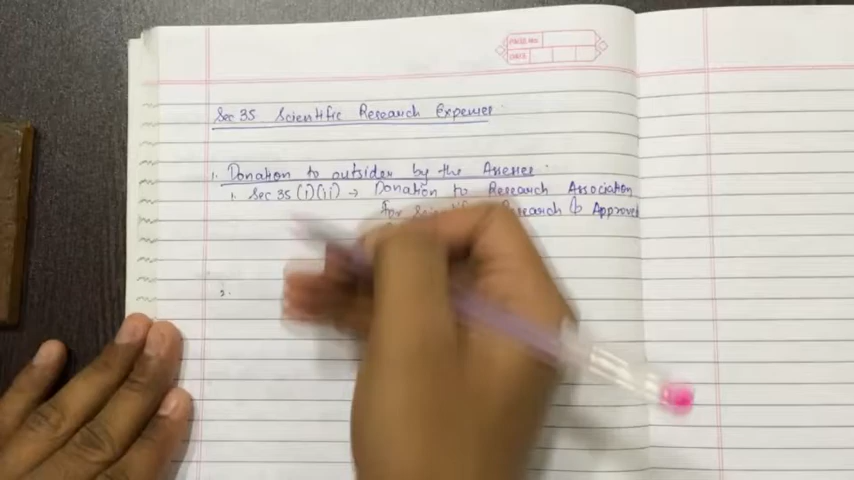 PAGE NO.
DATE
Sec 35 Scientific Research Expenses
1. Donation to outsider by the Assessee
1. Sec 35 (1)(ii) → Donation to Research Association
for Research & Approved
2.